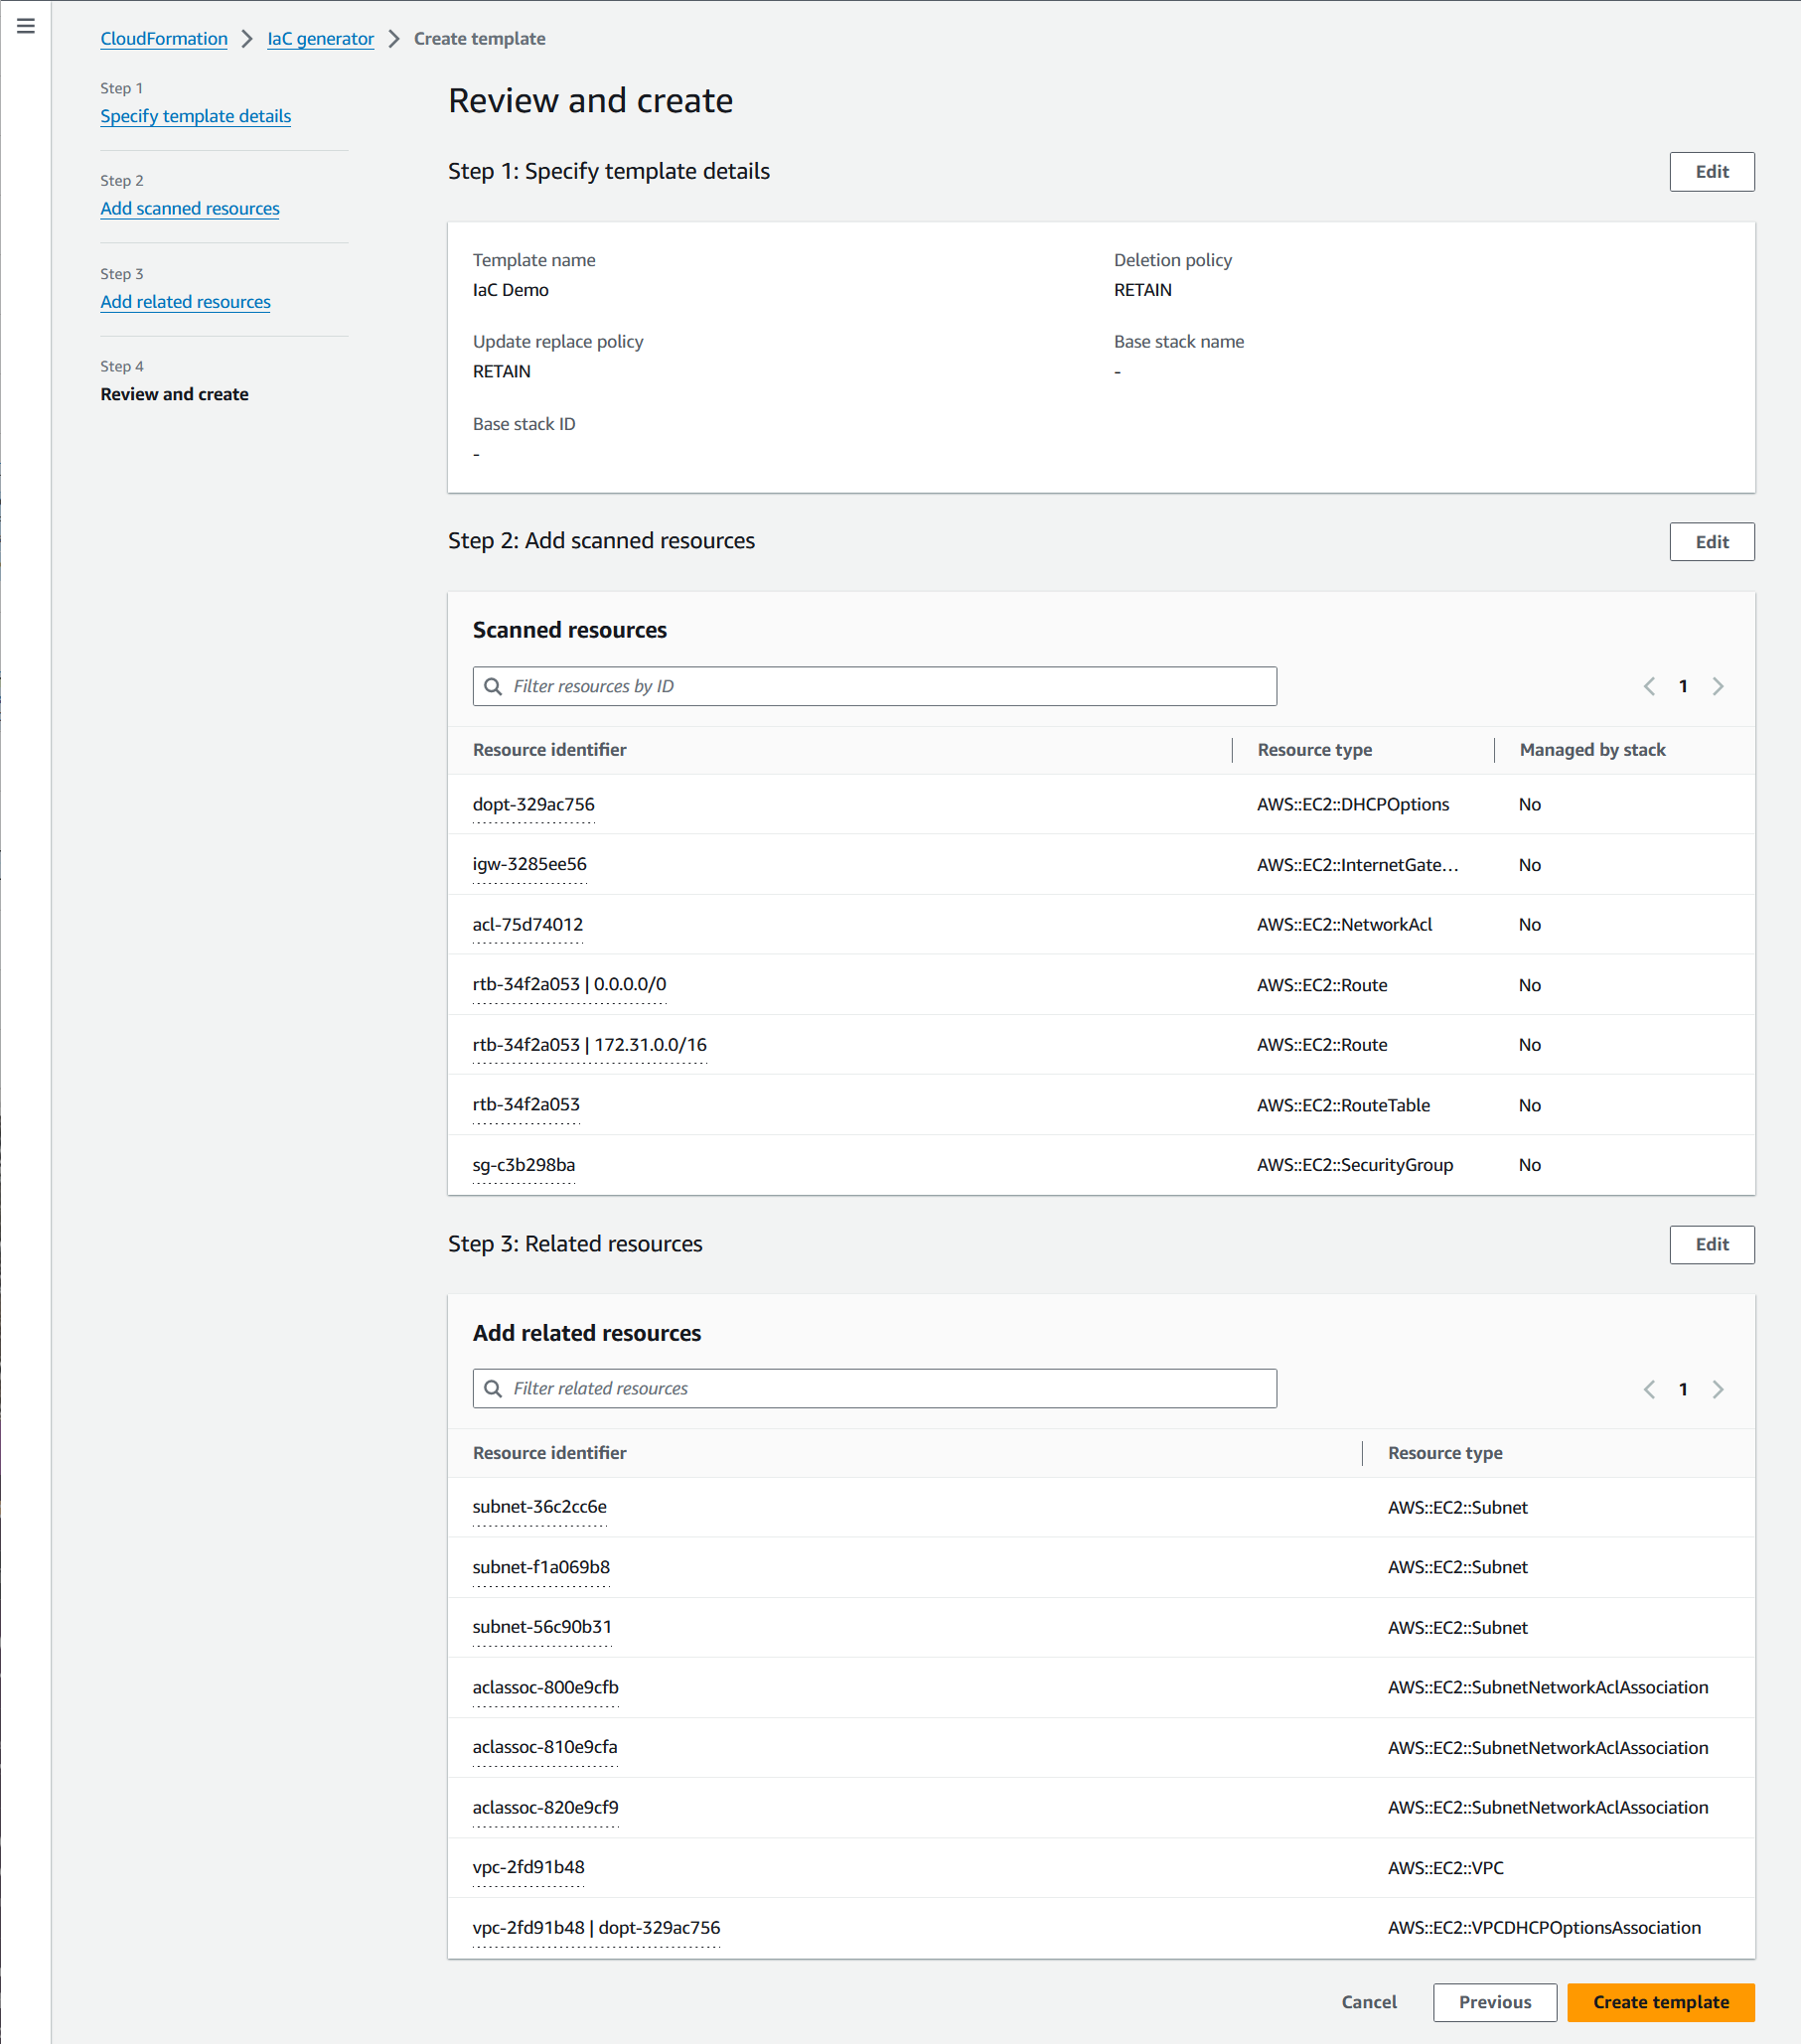 CloudFormation > IaC generator > Create template
Step 1
Specify template details
Step 2
Add scanned resources
Step 3
Add related resources
Step 4
Review and create
Review and create
Step 1: Specify template details
Edit
Template name
IaC Demo
Deletion policy
RETAIN
Update replace policy
RETAIN
Base stack name
-
Base stack ID
-
Step 2: Add scanned resources
Edit
Scanned resources
Filter resources by ID
1
Resource identifier Resource type Managed by stack
dopt-329ac756 AWS::EC2::DHCPOptions No
igw-3285ee56 AWS::EC2::InternetGate... No
acl-75d74012 AWS::EC2::NetworkAcl No
rtb-34f2a053 | 0.0.0.0/0 AWS::EC2::Route No
rtb-34f2a053 | 172.31.0.0/16 AWS::EC2::Route No
rtb-34f2a053 AWS::EC2::RouteTable No
sg-c3b298ba AWS::EC2::SecurityGroup No
Step 3: Related resources
Edit
Add related resources
Filter related resources
1
Resource identifier Resource type
subnet-36c2cc6e AWS::EC2::Subnet
subnet-f1a069b8 AWS::EC2::Subnet
subnet-56c90b31 AWS::EC2::Subnet
aclassoc-800e9cfb AWS::EC2::SubnetNetworkAclAssociation
aclassoc-810e9cfa AWS::EC2::SubnetNetworkAclAssociation
aclassoc-820e9cf9 AWS::EC2::SubnetNetworkAclAssociation
vpc-2fd91b48 AWS::EC2::VPC
vpc-2fd91b48 | dopt-329ac756 AWS::EC2::VPCDHCPOptionsAssociation
Cancel Previous Create template